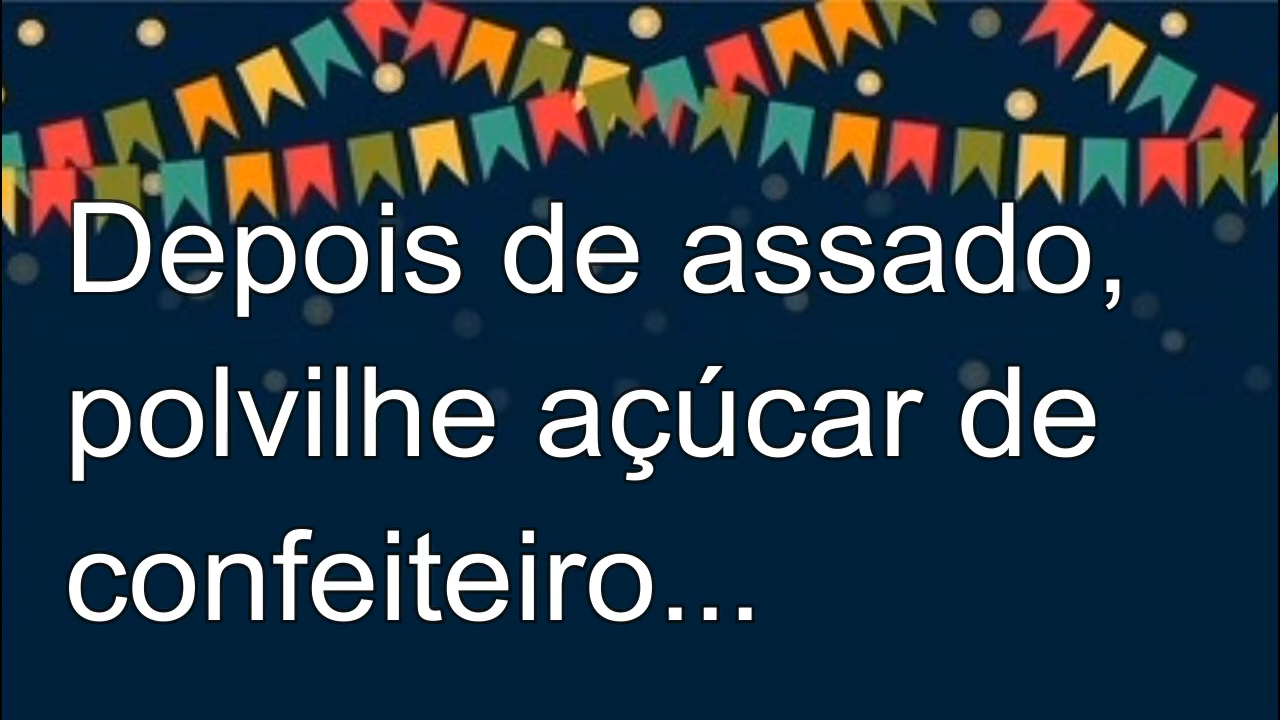 Depois de assado,
polvilhe açúcar de
confeiteiro...